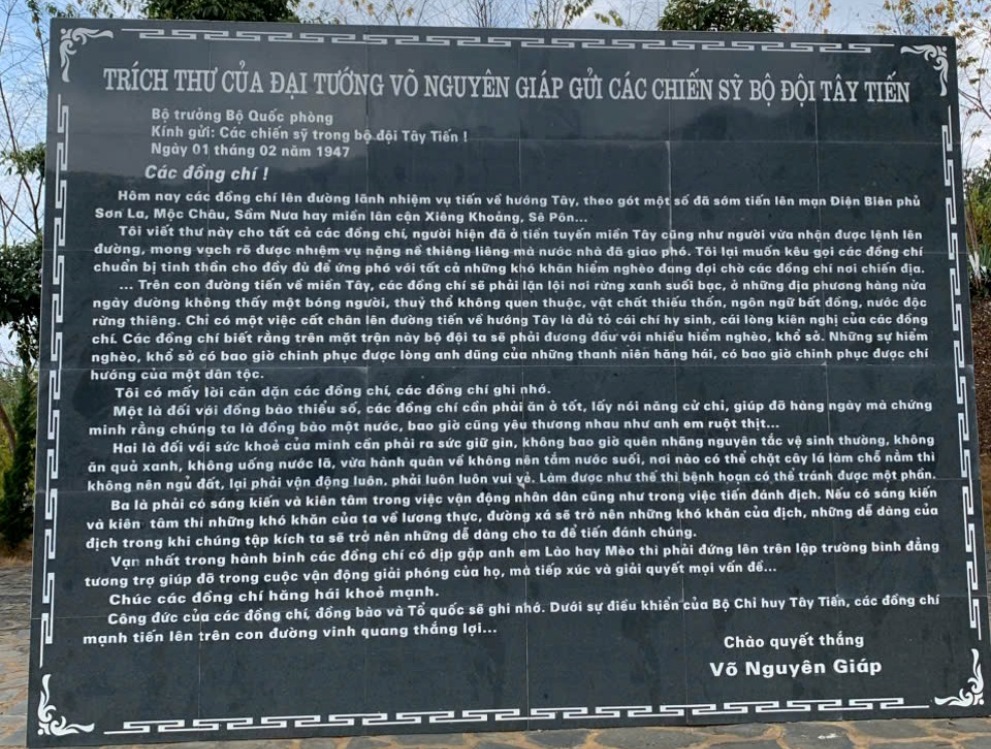 TRÍCH THƯ CỦA ĐẠI TƯỚNG VÕ NGUYÊN GIÁP GỬI CÁC CHIẾN SỸ BỘ ĐỘI TÂY TIẾN
Bộ trưởng Bộ Quốc phòng
Kính gửi: Các chiến sỹ trong bộ đội Tây Tiến !
Ngày 01 tháng 02 năm 1947
Các đồng chí !
Hôm nay các đồng chí lên đường lãnh nhiệm vụ tiến về hướng Tây, theo gót một số đã sớm tiến lên mạn Điện Biên phủ
Sơn La, Mộc Châu, Sầm Nưa hay miền lân cận Xiêng Khoảng, Sê Pôn...
Tôi viết thư này cho tất cả các đồng chí, người hiện đã ở tiền tuyến miền Tây cũng như người vừa nhận được lệnh lên
đường, mong vạch rõ được nhiệm vụ nặng nề thiêng liêng mà nước nhà đã giao phó. Tôi lại muốn kêu gọi các đồng chí
chuẩn bị tinh thần cho đầy đủ để ứng phó với tất cả những khó khăn hiểm nghèo đang đợi chờ các đồng chí nơi chiến địa.
... Trên con đường tiến về miền Tây, các đồng chí sẽ phải lặn lội nơi rừng xanh suối bạc, ở những địa phương hàng nửa
ngày đường không thấy một bóng người, thuỷ thổ không quen thuộc, vật chất thiếu thốn, ngôn ngữ bất đồng, nước độc
rừng thiêng. Chỉ có một việc cất chân lên đường tiến về hướng Tây là đủ tỏ cái chí hy sinh, cái lòng kiên nghị của các đồng
chí. Các đồng chí biết rằng trên mặt trận này bộ đội ta sẽ phải đương đầu với nhiều hiểm nghèo, khổ sở. Những sự hiểm
nghèo, khổ sở có bao giờ chinh phục được lòng anh dũng của những thanh niên hăng hái, có bao giờ chinh phục được chí
hướng của một dân tộc.
Tôi có mấy lời căn dặn các đồng chí, các đồng chí ghi nhớ.
Một là đối với đồng bào thiểu số, các đồng chí cần phải ăn ở tốt, lấy nói năng cử chỉ, giúp đỡ hàng ngày mà chứng
minh rằng chúng ta là đồng bào một nước, bao giờ cũng yêu thương nhau như anh em ruột thịt...
Hai là đối với sức khoẻ của mình cần phải ra sức giữ gìn, không bao giờ quên nhãng nguyên tắc vệ sinh thường, không
ăn quả xanh, không uống nước lã, vừa hành quân về không nên tắm nước suối, nơi nào có thể chặt cây lá làm chỗ nằm thì
không nên ngủ đất, lại phải vận động luôn, phải luôn luôn vui vẻ. Làm được như thế thì bệnh hoạn có thể tránh được một phần.
Ba là phải có sáng kiến và kiên tâm trong việc vận động nhân dân cũng như trong việc tiến đánh địch. Nếu có sáng kiến
và kiên tâm thì những khó khăn của ta về lương thực, đường xá sẽ trở nên những khó khăn của địch, những dễ dàng của
địch trong khi chúng tập kích ta sẽ trở nên những dễ dàng cho ta để tiến đánh chúng.
Vạn nhất trong hành binh các đồng chí có dịp gặp anh em Lào hay Mèo thì phải đứng lên trên lập trường bình đẳng
tương trợ giúp đỡ trong cuộc vận động giải phóng của họ, mà tiếp xúc và giải quyết mọi vấn đề...
Chúc các đồng chí hăng hái khoẻ mạnh.
Công đức của các đồng chí, đồng bào và Tổ quốc sẽ ghi nhớ. Dưới sự điều khiển của Bộ Chỉ huy Tây Tiến, các đồng chí
mạnh tiến lên trên con đường vinh quang thắng lợi...
Chào quyết thắng
Võ Nguyên Giáp